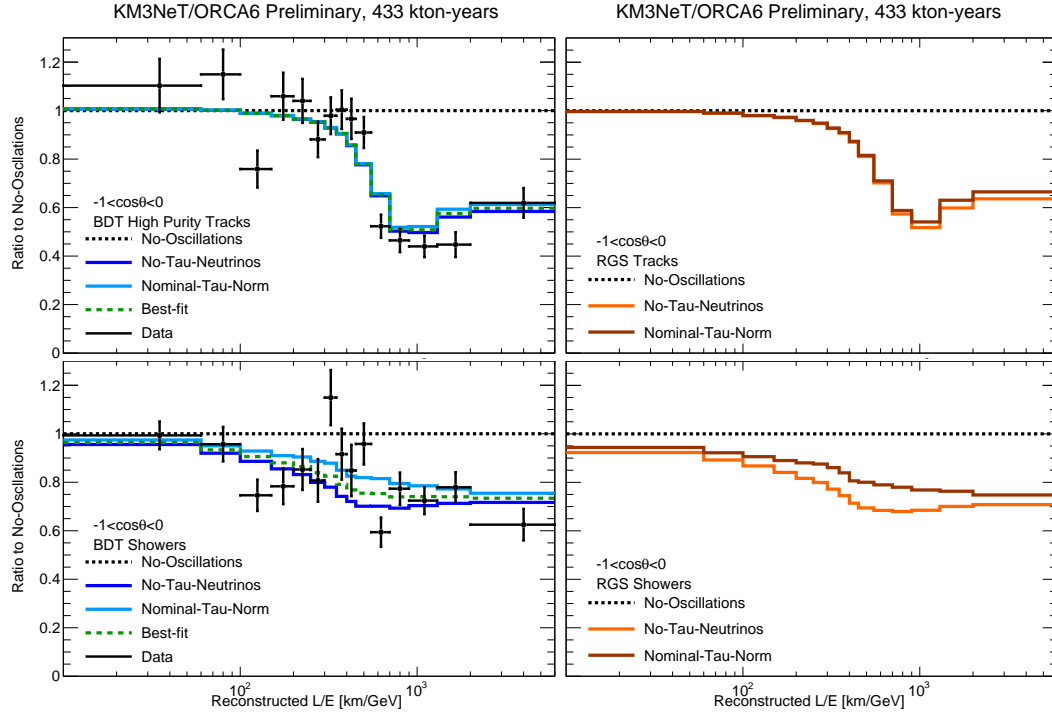 KM3NeT/ORCA6 Preliminary, 433 kton-years
KM3NeT/ORCA6 Preliminary, 433 kton-years
Ratio to No-Oscllations
1.2
1
0.8
0.6
0.4
0.2
0
-1<cosθ<0
BDT High Purity Tracks
No-Oscillations
No-Tau-Neutrinos
Nominal-Tau-Norm
Best-fit
Data
-1<cosθ<0
RGS Tracks
No-Oscillations
No-Tau-Neutrinos
Nominal-Tau-Norm
Ratio to No-Oscillations
1.2
1
0.8
0.6
0.4
0.2
0
-1<cosθ<0
BDT Showers
No-Oscillations
No-Tau-Neutrinos
Nominal-Tau-Norm
Best-fit
Data
-1<cosθ<0
RGS Showers
No-Oscillations
No-Tau-Neutrinos
Nominal-Tau-Norm
10² 10³
Reconstructed L/E [km/GeV]
10² 10³
Reconstructed L/E [km/GeV]